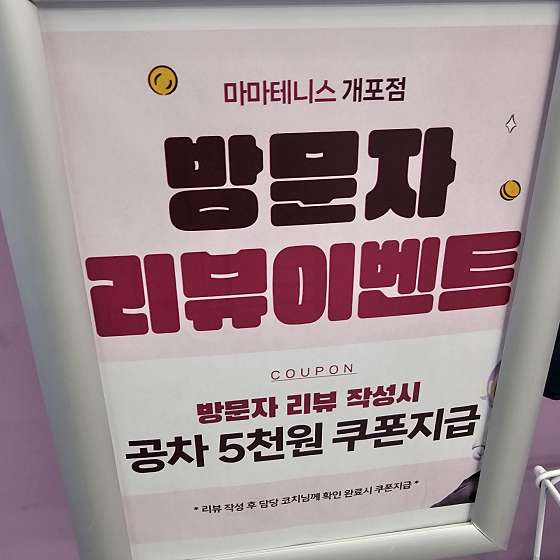 마마테니스 개포점
방문자
리뷰이벤트
COUPON
방문자 리뷰 작성시
공차 5천원 쿠폰지급
* 리뷰 작성 후 담당 코치님께 확인 완료시 쿠폰지급 *